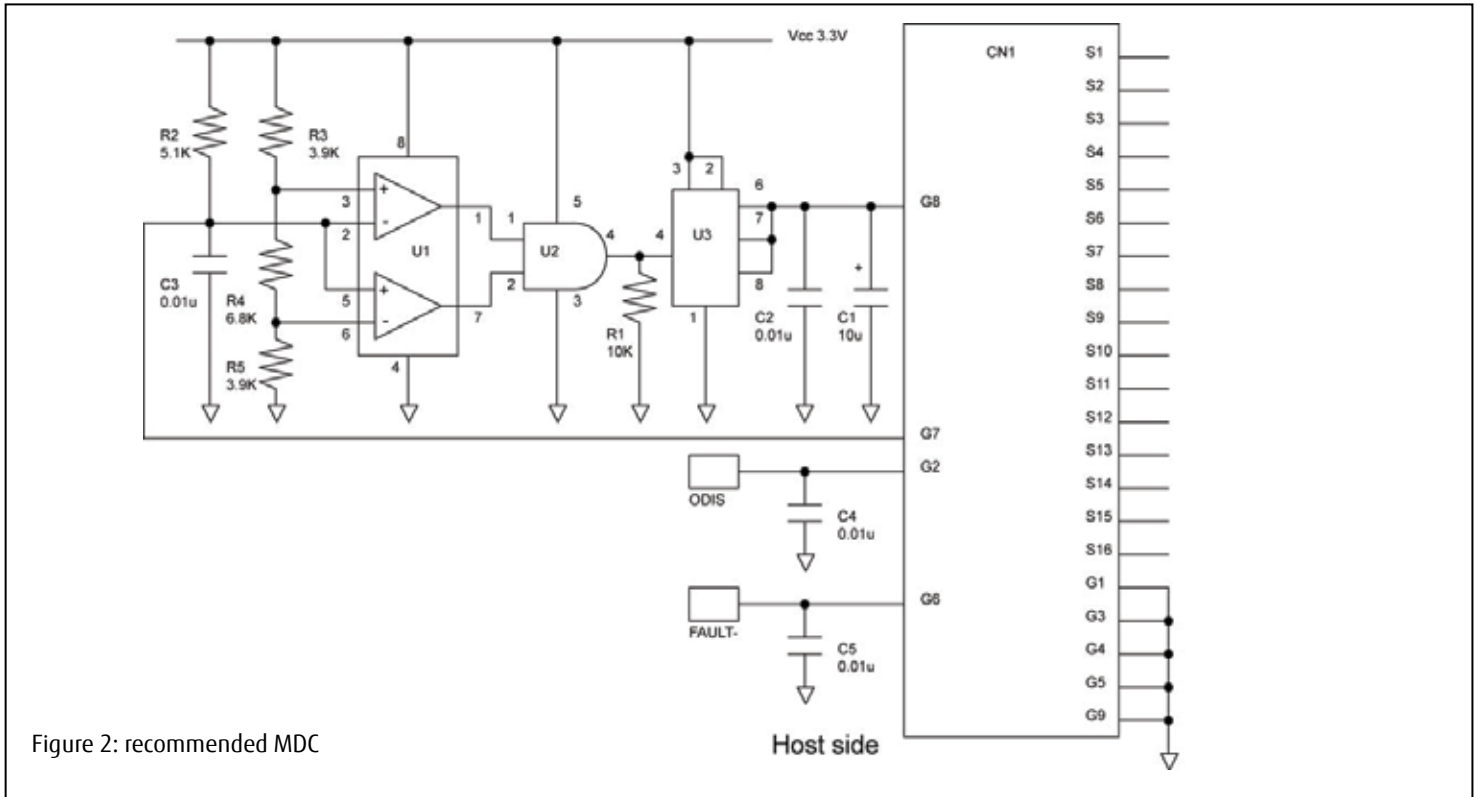 Vcc 3.3V
CN1
S1
S2
S3
S4
S5
S6
S7
S8
S9
S10
S11
S12
S13
S14
S15
S16
G1
G3
G4
G5
G9
G8
G7
G2
G6
R2
5.1K
R3
3.9K
8
3
+
2
-
1
U1
5
+
6
-
7
4
C3
0.01u
R4
6.8K
R5
3.9K
1
2
U2
5
4
3
R1
10K
3
2
4
U3
6
7
8
1
C2
0.01u
+
C1
10u
ODIS
C4
0.01u
FAULT-
C5
0.01u
Figure 2: recommended MDC
Host side